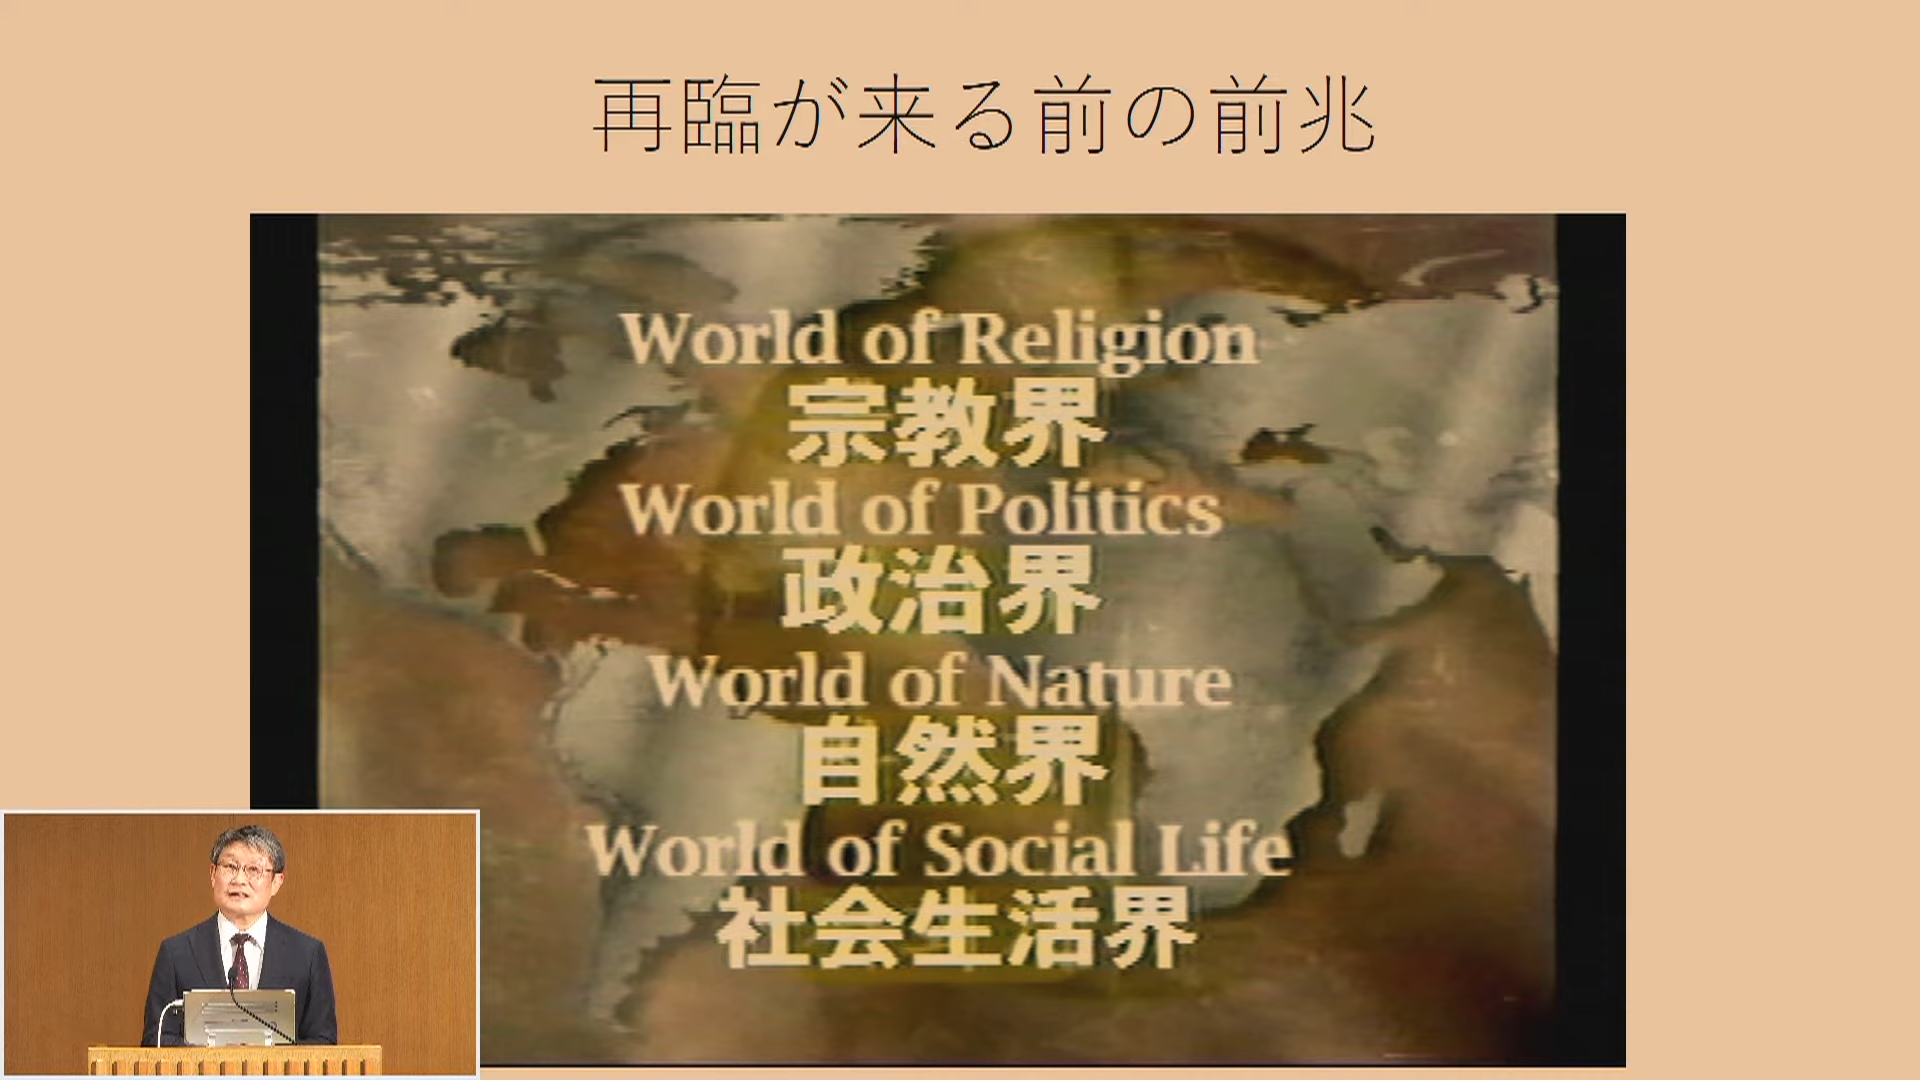 再臨が来る前の前兆
World of Religion
宗教界
World of Politics
政治界
World of Nature
自然界
World of Social Life
社会生活界